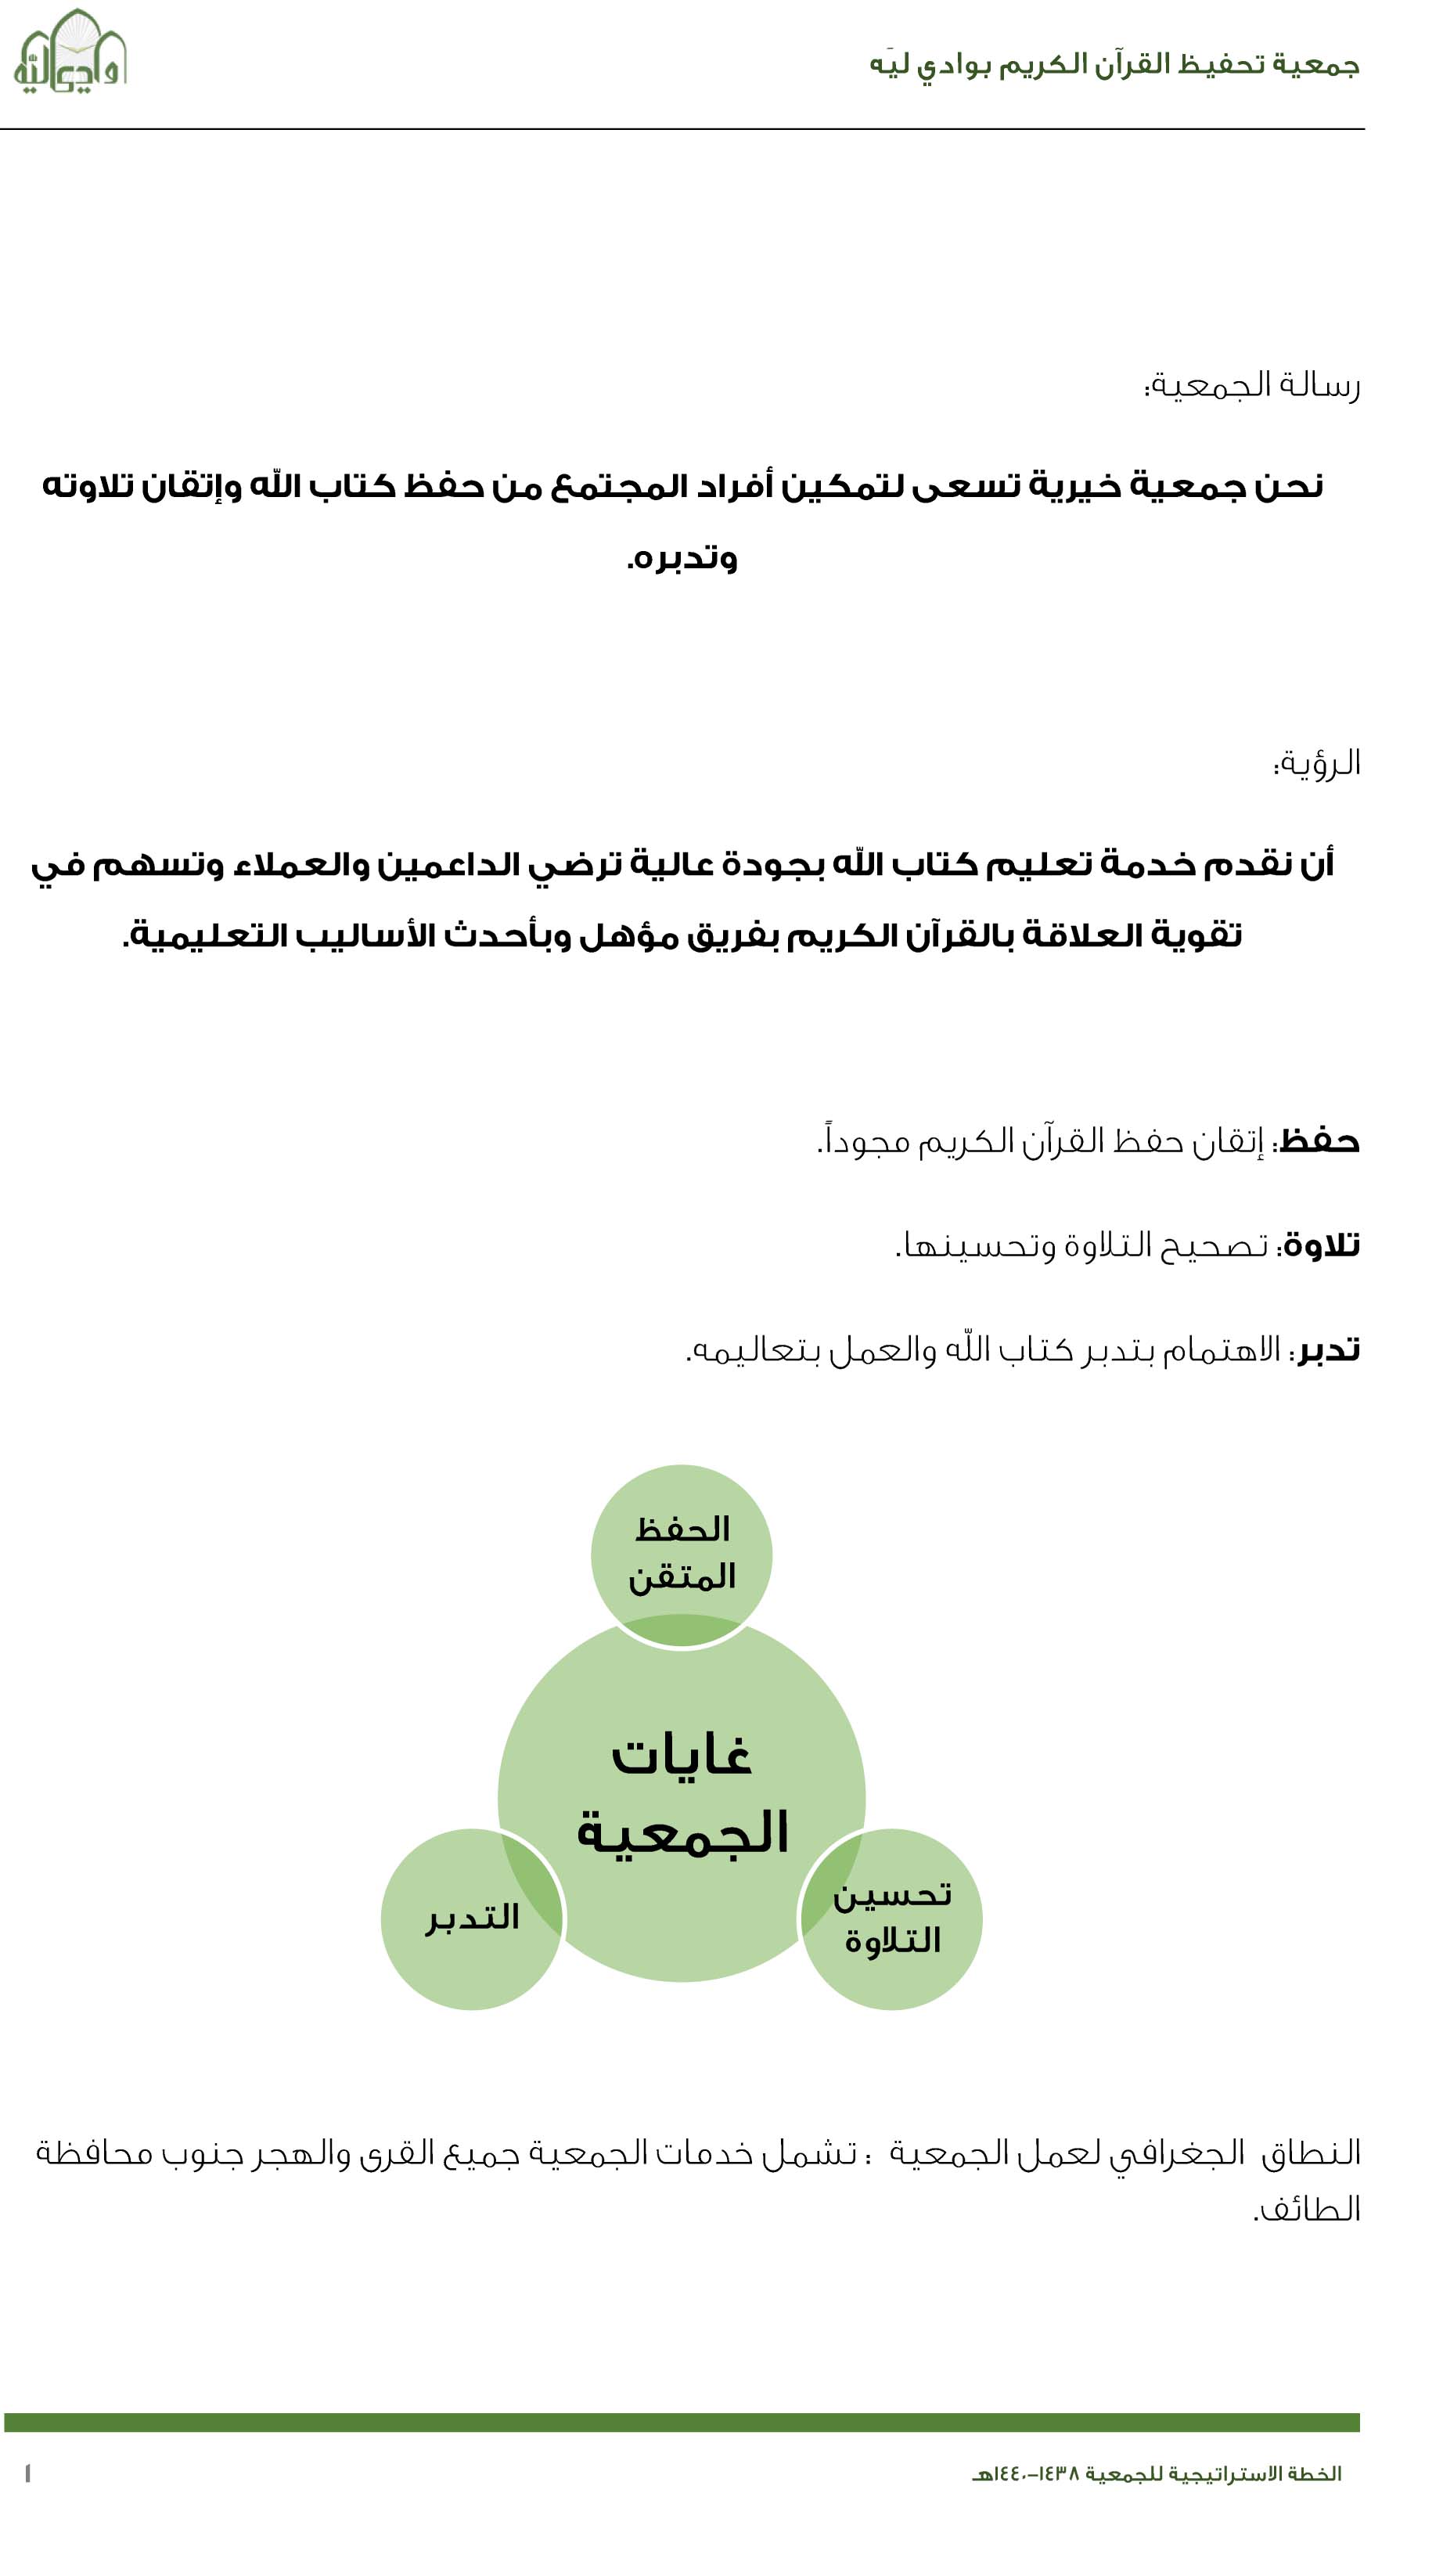 جمعية تحفيظ القرآن الكريم بوادي ليَه
وادي ليّه
رسالة الجمعية:
نحن جمعية خيرية تسعى لتمكين أفراد المجتمع من حفظ كتاب الله وإتقان تلاوته
وتدبره.
الرؤية:
أن نقدم خدمة تعليم كتاب الله بجودة عالية ترضي الداعمين والعملاء وتسهم في
تقوية العلاقة بالقرآن الكريم بفريق مؤهل وبأحدث الأساليب التعليمية.
حفظ: إتقان حفظ القرآن الكريم مجوداً.
تلاوة: تصحيح التلاوة وتحسينها.
تدبر: الاهتمام بتدبر كتاب الله والعمل بتعاليمه.
الحفظ
المتقن
غايات
الجمعية
تحسين
التلاوة
التدبر
النطاق الجغرافي لعمل الجمعية : تشمل خدمات الجمعية جميع القرى والهجر جنوب محافظة
الطائف.
الخطة الاستراتيجية للجمعية ١٤٣٨-١٤٤٠هـ
١